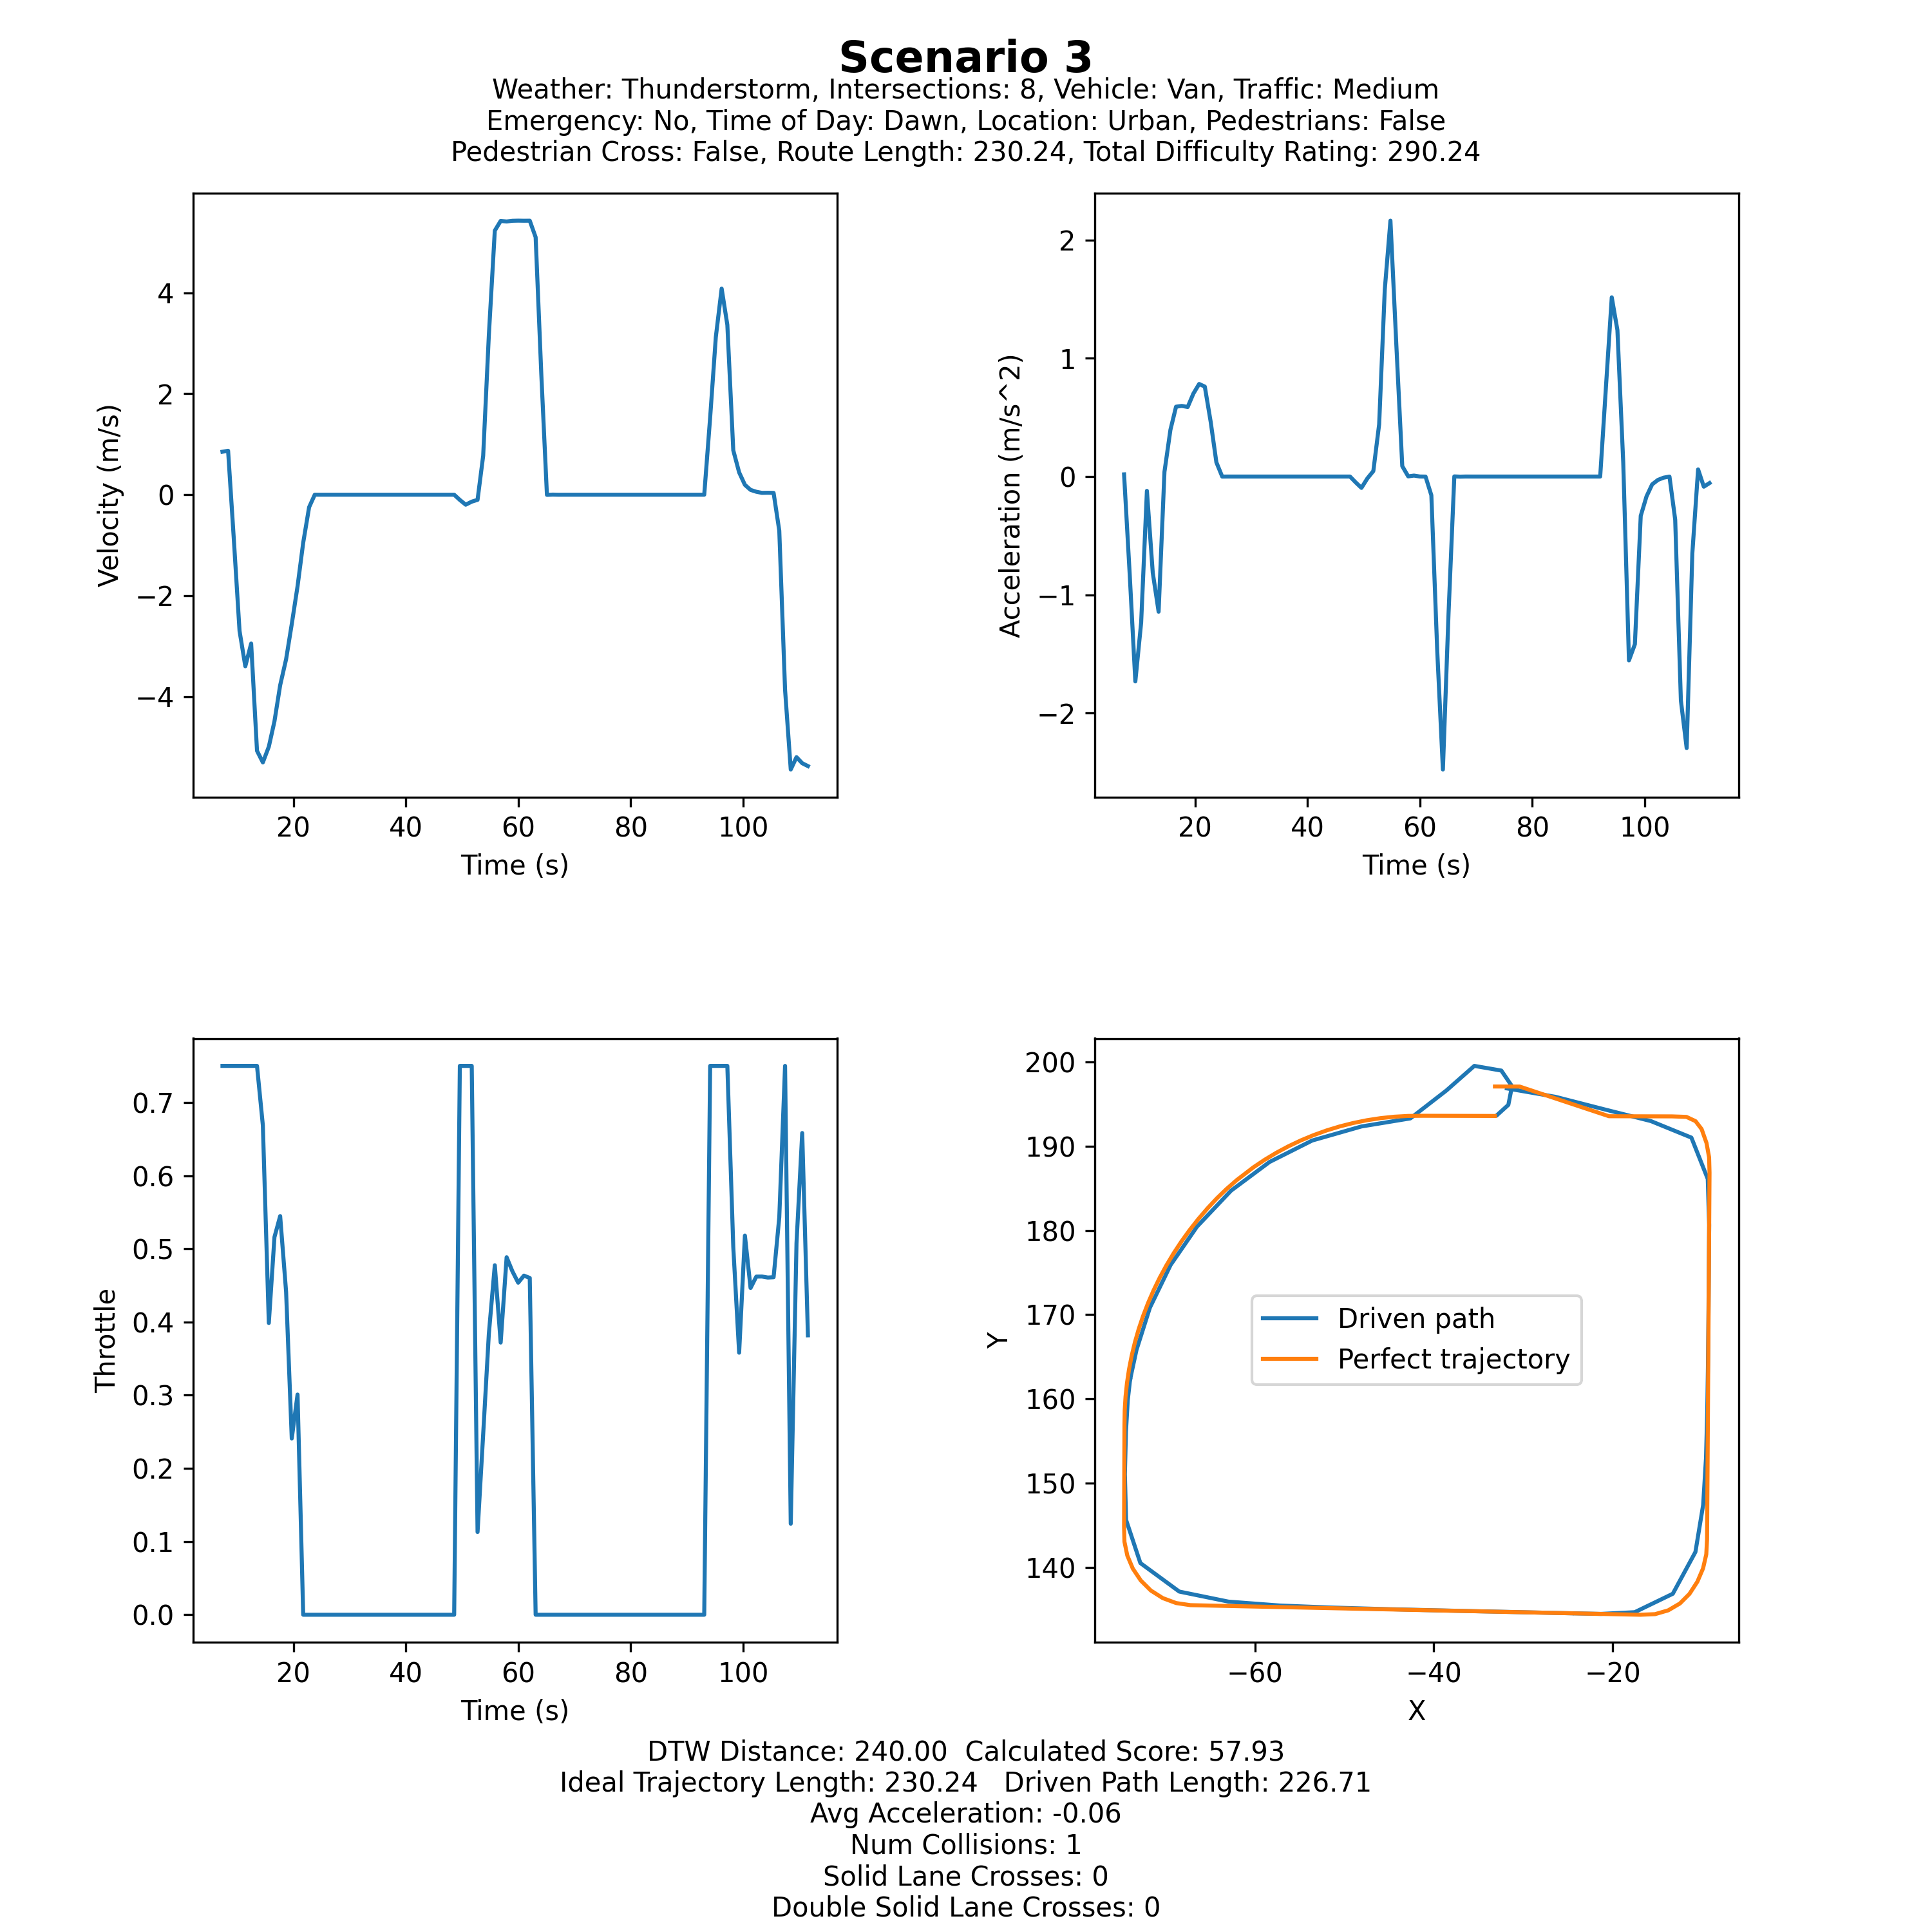 Scenario 3
Weather: Thunderstorm, Intersections: 8, Vehicle: Van, Traffic: Medium
Emergency: No, Time of Day: Dawn, Location: Urban, Pedestrians: False
Pedestrian Cross: False, Route Length: 230.24, Total Difficulty Rating: 290.24
Velocity (m/s)
4
2
0
−2
−4
20 40 60 80 100
Time (s)
Acceleration (m/s^2)
2
1
0
−1
−2
20 40 60 80 100
Time (s)
Throttle
0.7
0.6
0.5
0.4
0.3
0.2
0.1
0.0
20 40 60 80 100
Time (s)
Y
200
190
180
170
160
150
140
Driven path
Perfect trajectory
−60 −40 −20
X
DTW Distance: 240.00 Calculated Score: 57.93
Ideal Trajectory Length: 230.24 Driven Path Length: 226.71
Avg Acceleration: -0.06
Num Collisions: 1
Solid Lane Crosses: 0
Double Solid Lane Crosses: 0